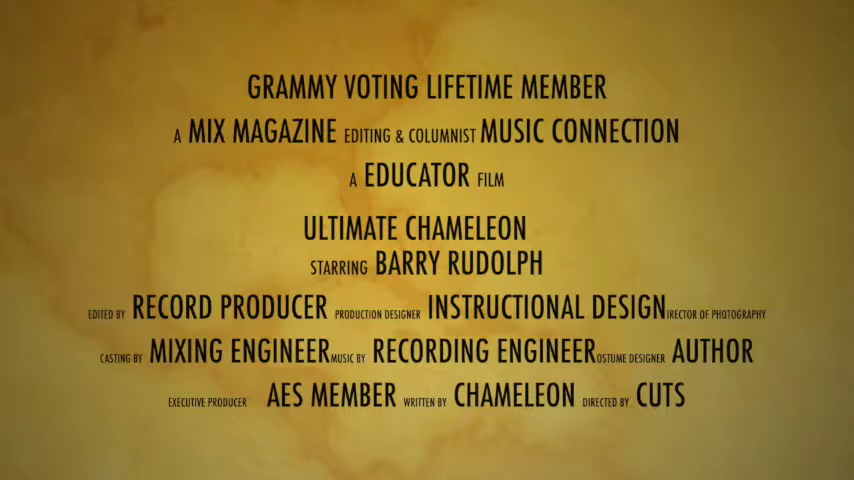 GRAMMY VOTING LIFETIME MEMBER
A MIX MAGAZINE EDITING & COLUMNIST MUSIC CONNECTION
A EDUCATOR FILM
ULTIMATE CHAMELEON
STARRING BARRY RUDOLPH
EDITED BY RECORD PRODUCER PRODUCTION DESIGNER INSTRUCTIONAL DESIGNIRECTOR OF PHOTOGRAPHY
CASTING BY MIXING ENGINEERMUSIC BY RECORDING ENGINEEROSTUME DESIGNER AUTHOR
EXECUTIVE PRODUCER AES MEMBER WRITTEN BY CHAMELEON DIRECTED BY CUTS